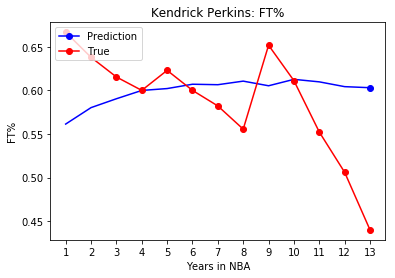 Kendrick Perkins: FT%
Prediction
True
0.65
0.60
0.55
0.50
0.45
FT%
1 2 3 4 5 6 7 8 9 10 11 12 13
Years in NBA